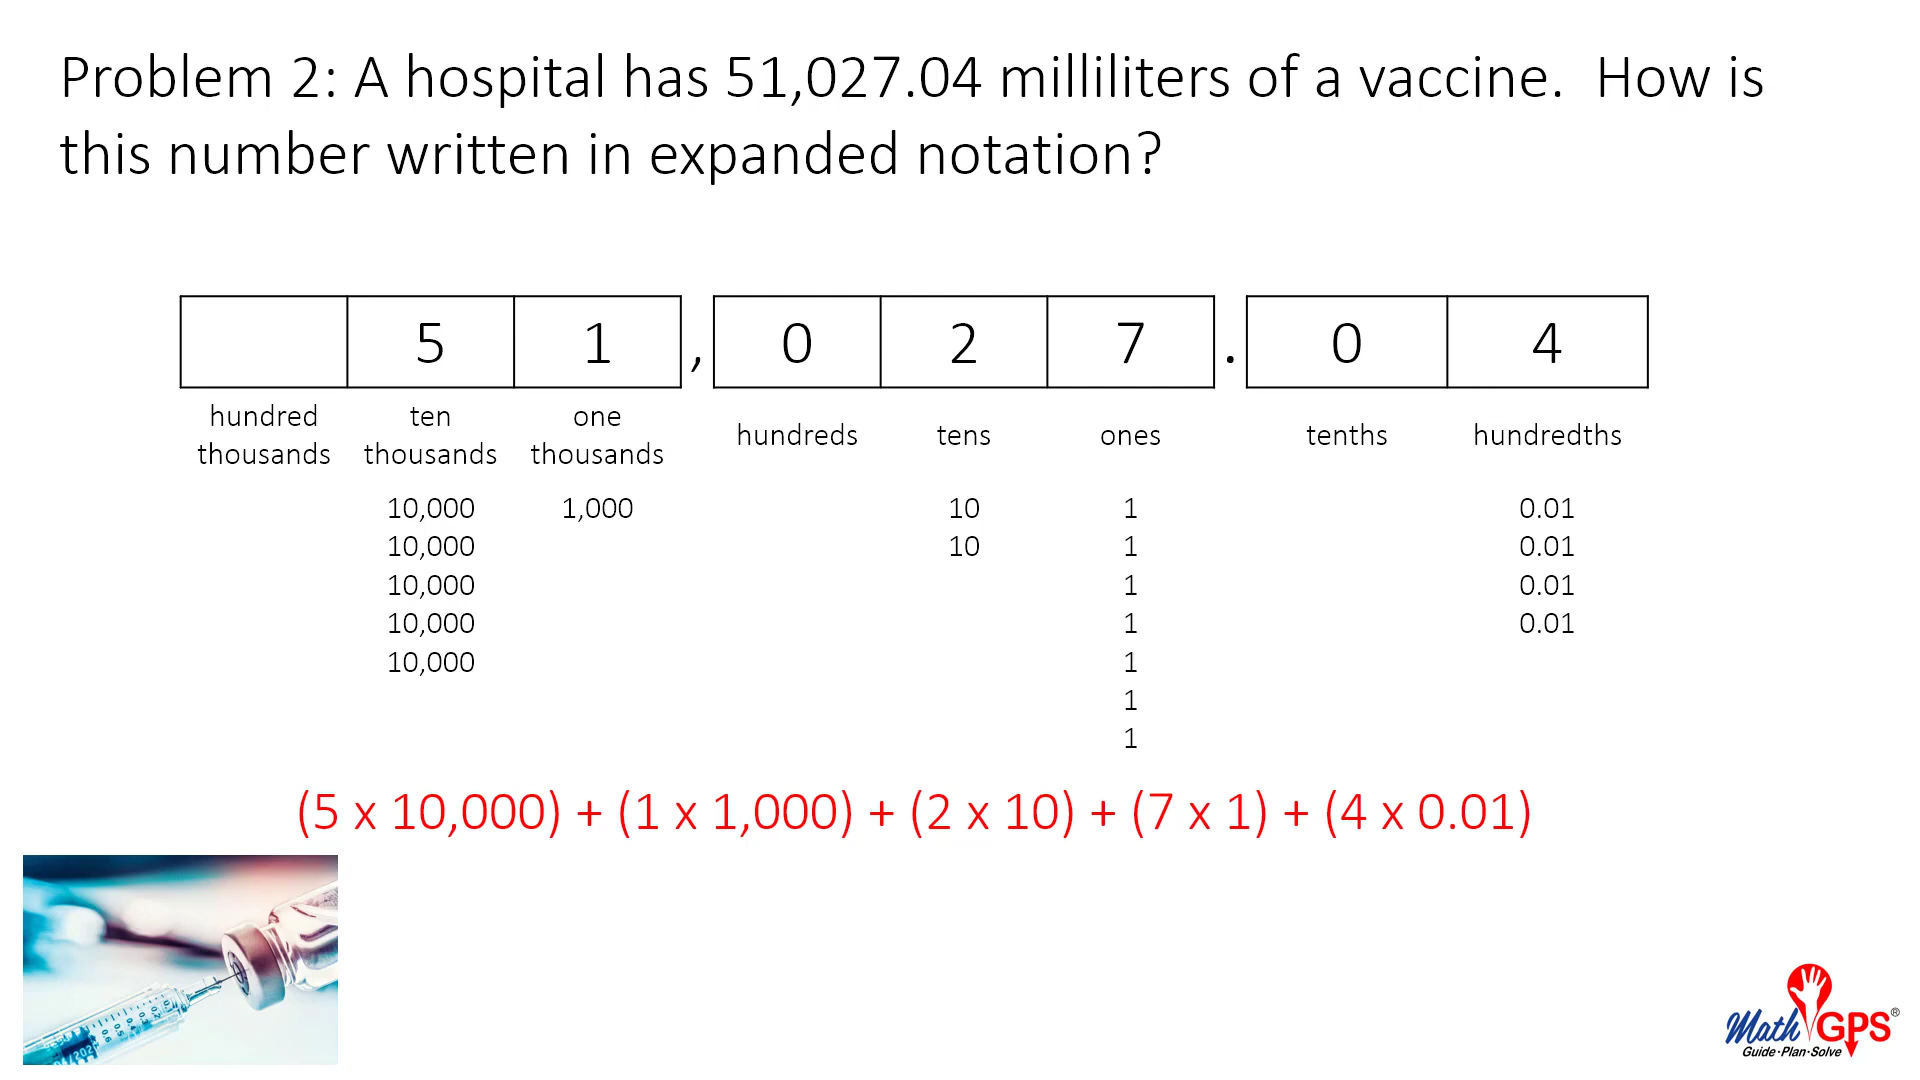 Problem 2: A hospital has 51,027.04 milliliters of a vaccine.  How is
this number written in expanded notation?
5 1 , 0 2 7 . 0 4
hundred thousands ten thousands one thousands hundreds tens ones tenths hundredths
10,000 1,000 10 1 0.01
10,000 10 1 0.01
10,000 1 0.01
10,000 1 0.01
10,000 1
1
1
(5 x 10,000) + (1 x 1,000) + (2 x 10) + (7 x 1) + (4 x 0.01)
Math GPS®
Guide·Plan·Solve